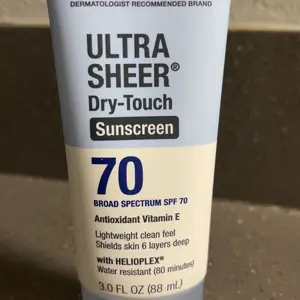 DERMATOLOGIST RECOMMENDED BRAND
ULTRA
SHEER®
Dry-Touch
Sunscreen
70
BROAD SPECTRUM SPF 70
Antioxidant Vitamin E
Lightweight clean feel
Shields skin 6 layers deep
with HELIOPLEX®
Water resistant (80 minutes)
3.0 FL OZ (88 mL)